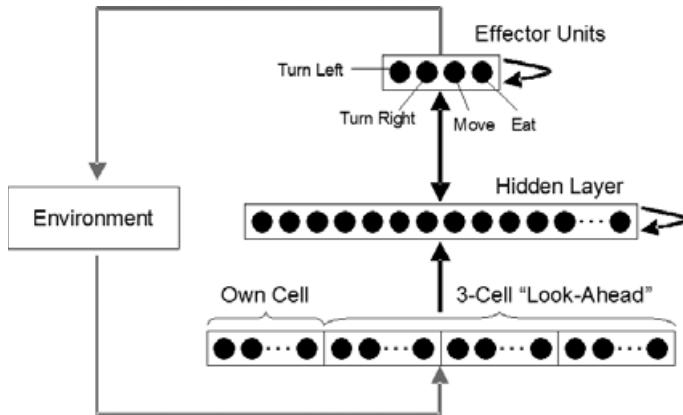 Effector Units
Turn Left
Turn Right
Move
Eat
Hidden Layer
Environment
Own Cell
3-Cell “Look-Ahead”